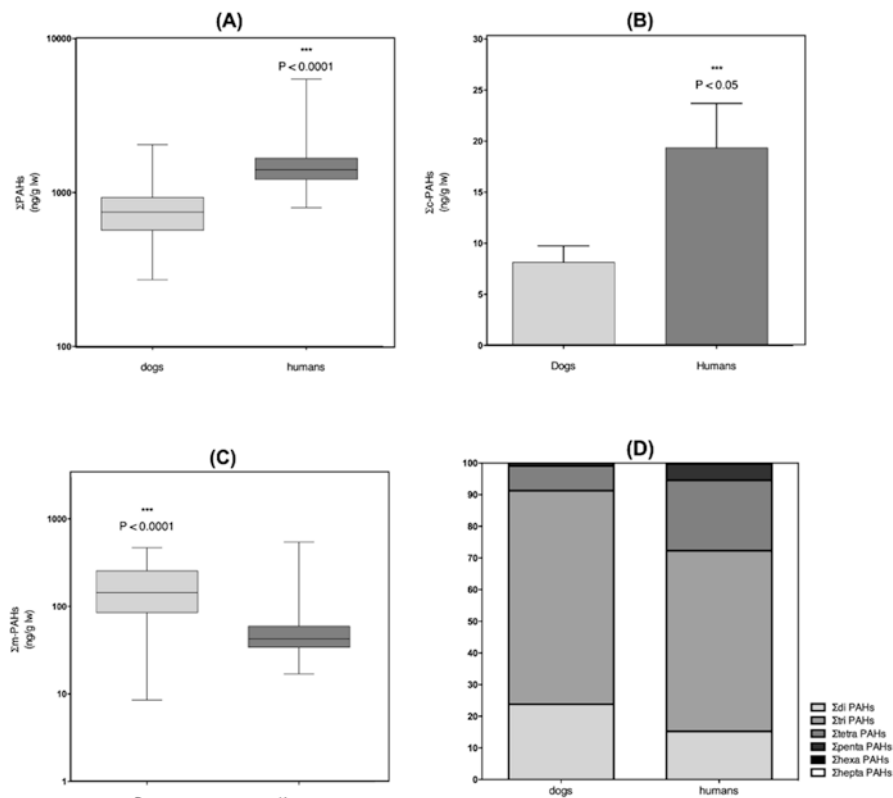 (A)
10000
1000
100
ΣPAHs
(ng/g lw)
***
P < 0.0001
dogs
humans
(B)
30
25
20
15
10
5
0
Σc-PAHs
(ng/g lw)
***
P < 0.05
Dogs
Humans
(C)
1000
100
10
1
Σm-PAHs
(ng/g lw)
***
P < 0.0001
(D)
100
90
80
70
60
50
40
30
20
10
0
dogs
humans
Σdi PAHs
Σtri PAHs
Σtetra PAHs
Σpenta PAHs
Σhexa PAHs
Σhepta PAHs